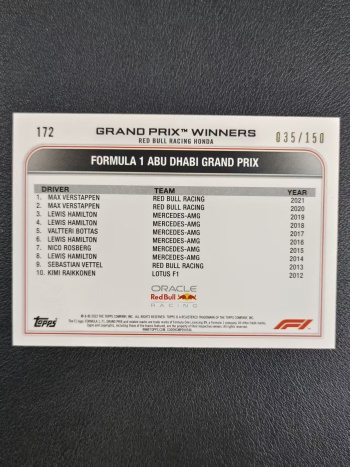 172
GRAND PRIX™ WINNERS
RED BULL RACING HONDA
035/150
FORMULA 1 ABU DHABI GRAND PRIX
DRIVER TEAM YEAR
1. MAX VERSTAPPEN RED BULL RACING 2021
2. MAX VERSTAPPEN RED BULL RACING 2020
3. LEWIS HAMILTON MERCEDES-AMG 2019
4. LEWIS HAMILTON MERCEDES-AMG 2018
5. VALTTERI BOTTAS MERCEDES-AMG 2017
6. LEWIS HAMILTON MERCEDES-AMG 2016
7. NICO ROSBERG MERCEDES-AMG 2015
8. LEWIS HAMILTON MERCEDES-AMG 2014
9. SEBASTIAN VETTEL RED BULL RACING 2013
10. KIMI RAIKKONEN LOTUS F1 2012
ORACLE
Red Bull
RACING
TOPPS
F1